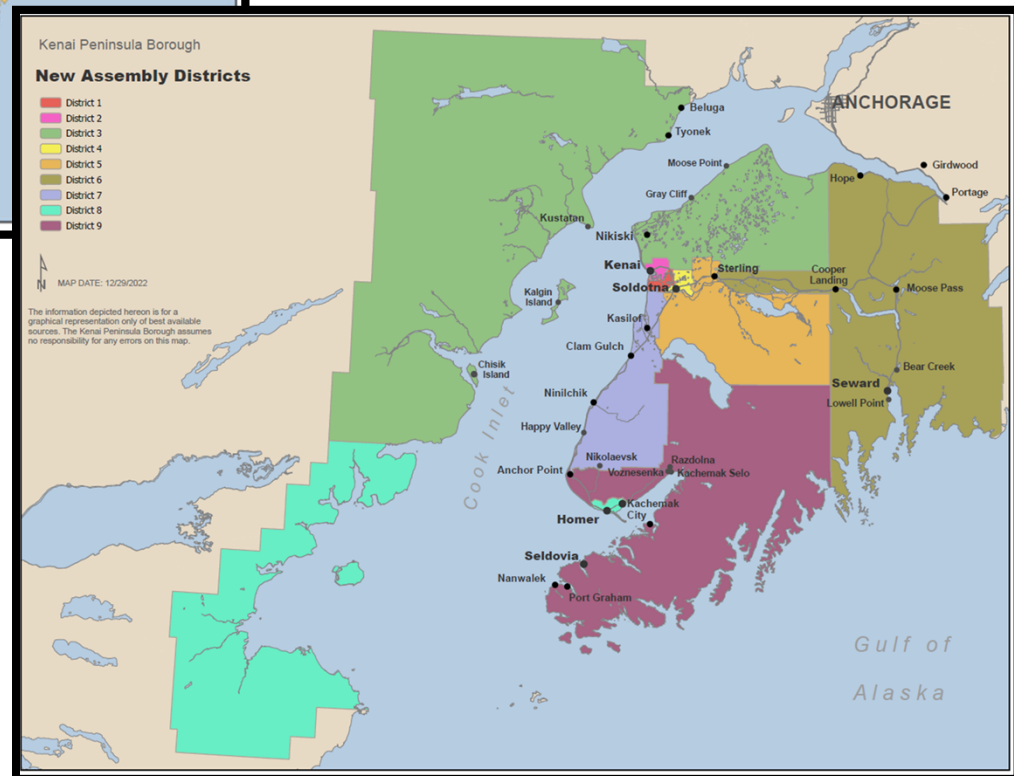 Kenai Peninsula Borough
New Assembly Districts
District 1
District 2
District 3
District 4
District 5
District 6
District 7
District 8
District 9
N
MAP DATE: 12/29/2022
The information depicted hereon is for a
graphical representation only of best available
sources. The Kenai Peninsula Borough assumes
no responsibility for any errors on this map.
ANCHORAGE
Beluga
Tyonek
Moose Point
Girdwood
Hope
Portage
Gray Cliff
Kustatan
Nikiski
Kenai
Sterling
Cooper
Landing
Soldotna
Moose Pass
Kalgin
Island
Kasilof
Clam Gulch
Chisik
Island
Bear Creek
Seward
Lowell Point
Ninilchik
Cook Inlet
Happy Valley
Nikolaevsk
Razdolna
Voznesenka
Kachemak Selo
Anchor Point
Kachemak
City
Homer
Seldovia
Nanwalek
Port Graham
Gulf of
Alaska